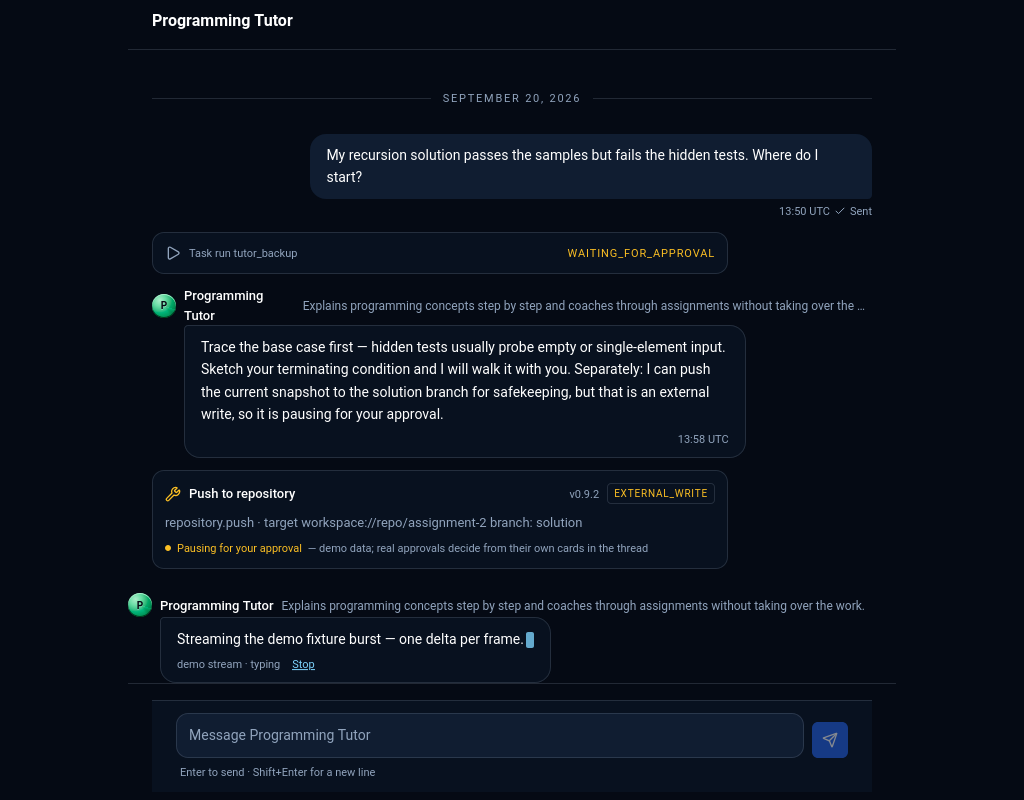 Programming Tutor
SEPTEMBER 20, 2026
My recursion solution passes the samples but fails the hidden tests. Where do I
start?
13:50 UTC ✓ Sent
Task run tutor_backup WAITING_FOR_APPROVAL
P
Programming
Tutor
Explains programming concepts step by step and coaches through assignments without taking over the …
Trace the base case first — hidden tests usually probe empty or single-element input.
Sketch your terminating condition and I will walk it with you. Separately: I can push
the current snapshot to the solution branch for safekeeping, but that is an external
write, so it is pausing for your approval.
13:58 UTC
Push to repository v0.9.2 EXTERNAL_WRITE
repository.push · target workspace://repo/assignment-2 branch: solution
Pausing for your approval — demo data; real approvals decide from their own cards in the thread
P
Programming Tutor Explains programming concepts step by step and coaches through assignments without taking over the work.
Streaming the demo fixture burst — one delta per frame.
demo stream · typing Stop
Message Programming Tutor
Enter to send · Shift+Enter for a new line